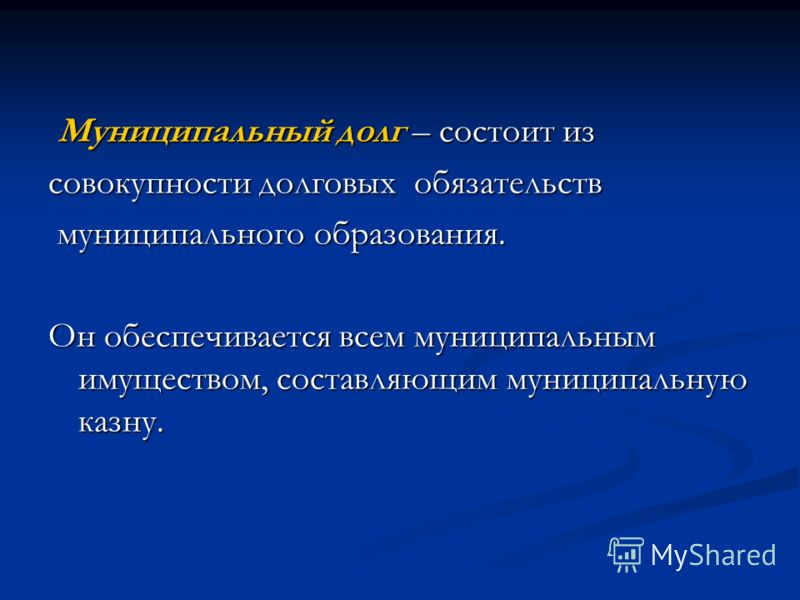 Муниципальный долг – состоит из
совокупности долговых обязательств
муниципального образования.
Он обеспечивается всем муниципальным
имуществом, составляющим муниципальную
казну.
MyShared